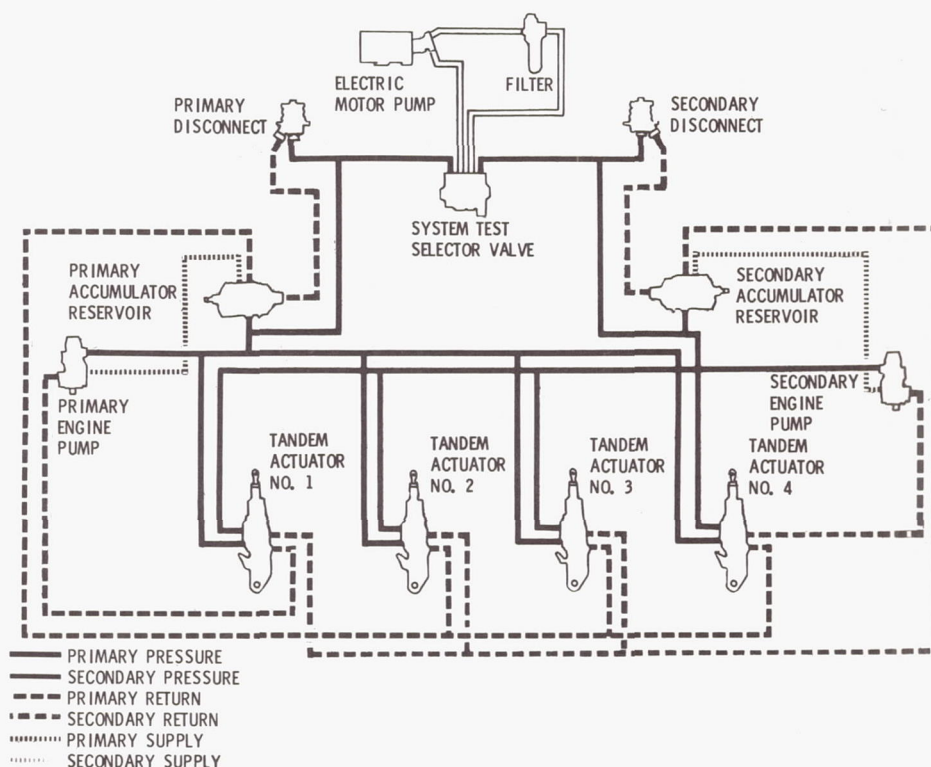 ELECTRIC
MOTOR PUMP
FILTER
PRIMARY
DISCONNECT
SECONDARY
DISCONNECT
SYSTEM TEST
SELECTOR VALVE
PRIMARY
ACCUMULATOR
RESERVOIR
SECONDARY
ACCUMULATOR
RESERVOIR
PRIMARY
ENGINE
PUMP
SECONDARY
ENGINE
PUMP
TANDEM
ACTUATOR
NO. 1
TANDEM
ACTUATOR
NO. 2
TANDEM
ACTUATOR
NO. 3
TANDEM
ACTUATOR
NO. 4
PRIMARY PRESSURE
SECONDARY PRESSURE
PRIMARY RETURN
SECONDARY RETURN
PRIMARY SUPPLY
SECONDARY SUPPLY